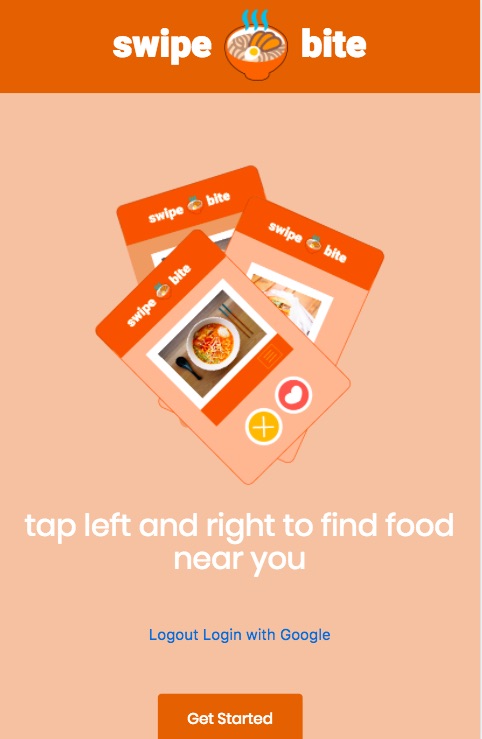 swipe bite
swipe bite
swipe bite
swipe bite
tap left and right to find food
near you
Logout Login with Google
Get Started